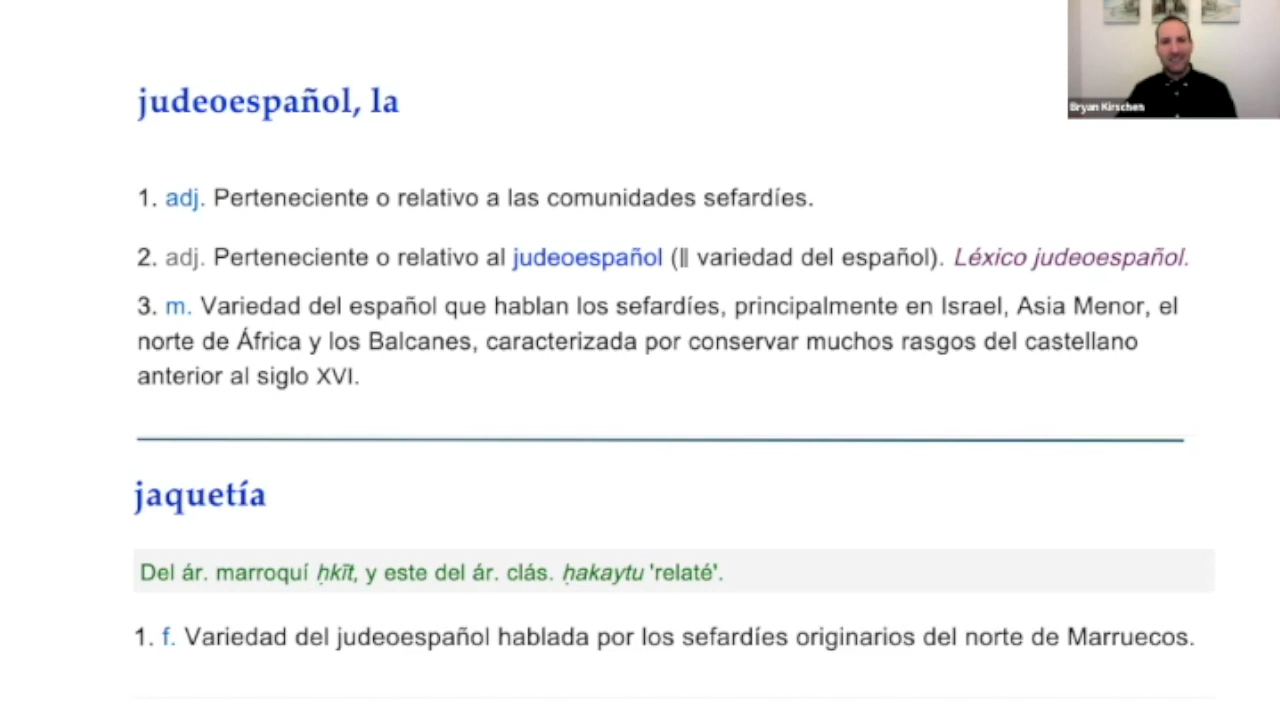 judeoespañol, la
Bryan Kirschen
1. adj. Perteneciente o relativo a las comunidades sefardíes.
2. adj. Perteneciente o relativo al judeoespañol (‖ variedad del español). Léxico judeoespañol.
3. m. Variedad del español que hablan los sefardíes, principalmente en Israel, Asia Menor, el
norte de África y los Balcanes, caracterizada por conservar muchos rasgos del castellano
anterior al siglo XVI.
jaquetía
Del ár. marroquí ḥkīt, y este del ár. clás. ḥakaytu 'relaté'.
1. f. Variedad del judeoespañol hablada por los sefardíes originarios del norte de Marruecos.